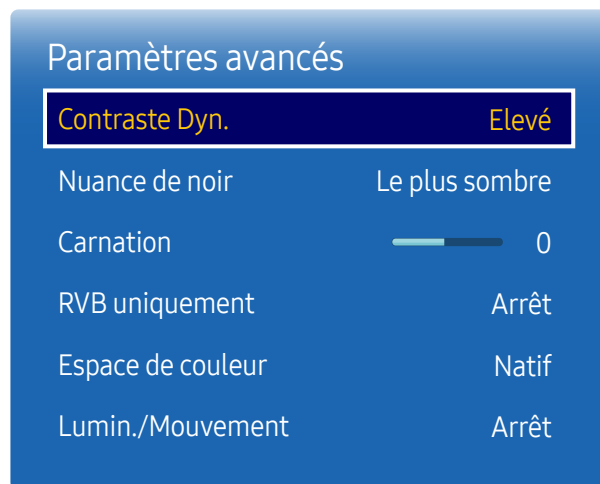 Paramètres avancés
Contraste Dyn. Elevé
Nuance de noir Le plus sombre
Carnation 0
RVB uniquement Arrêt
Espace de couleur Natif
Lumin./Mouvement Arrêt